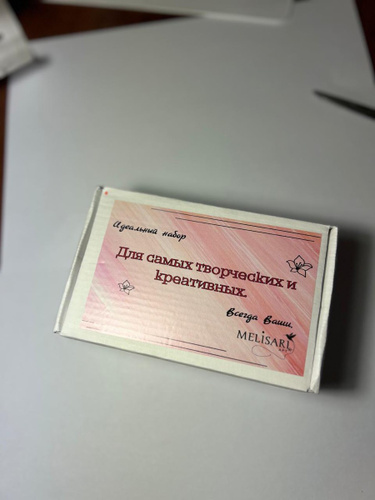 Идеальный набор
Для самых творческих и
креативных.
всегда ваши,
MELISARI